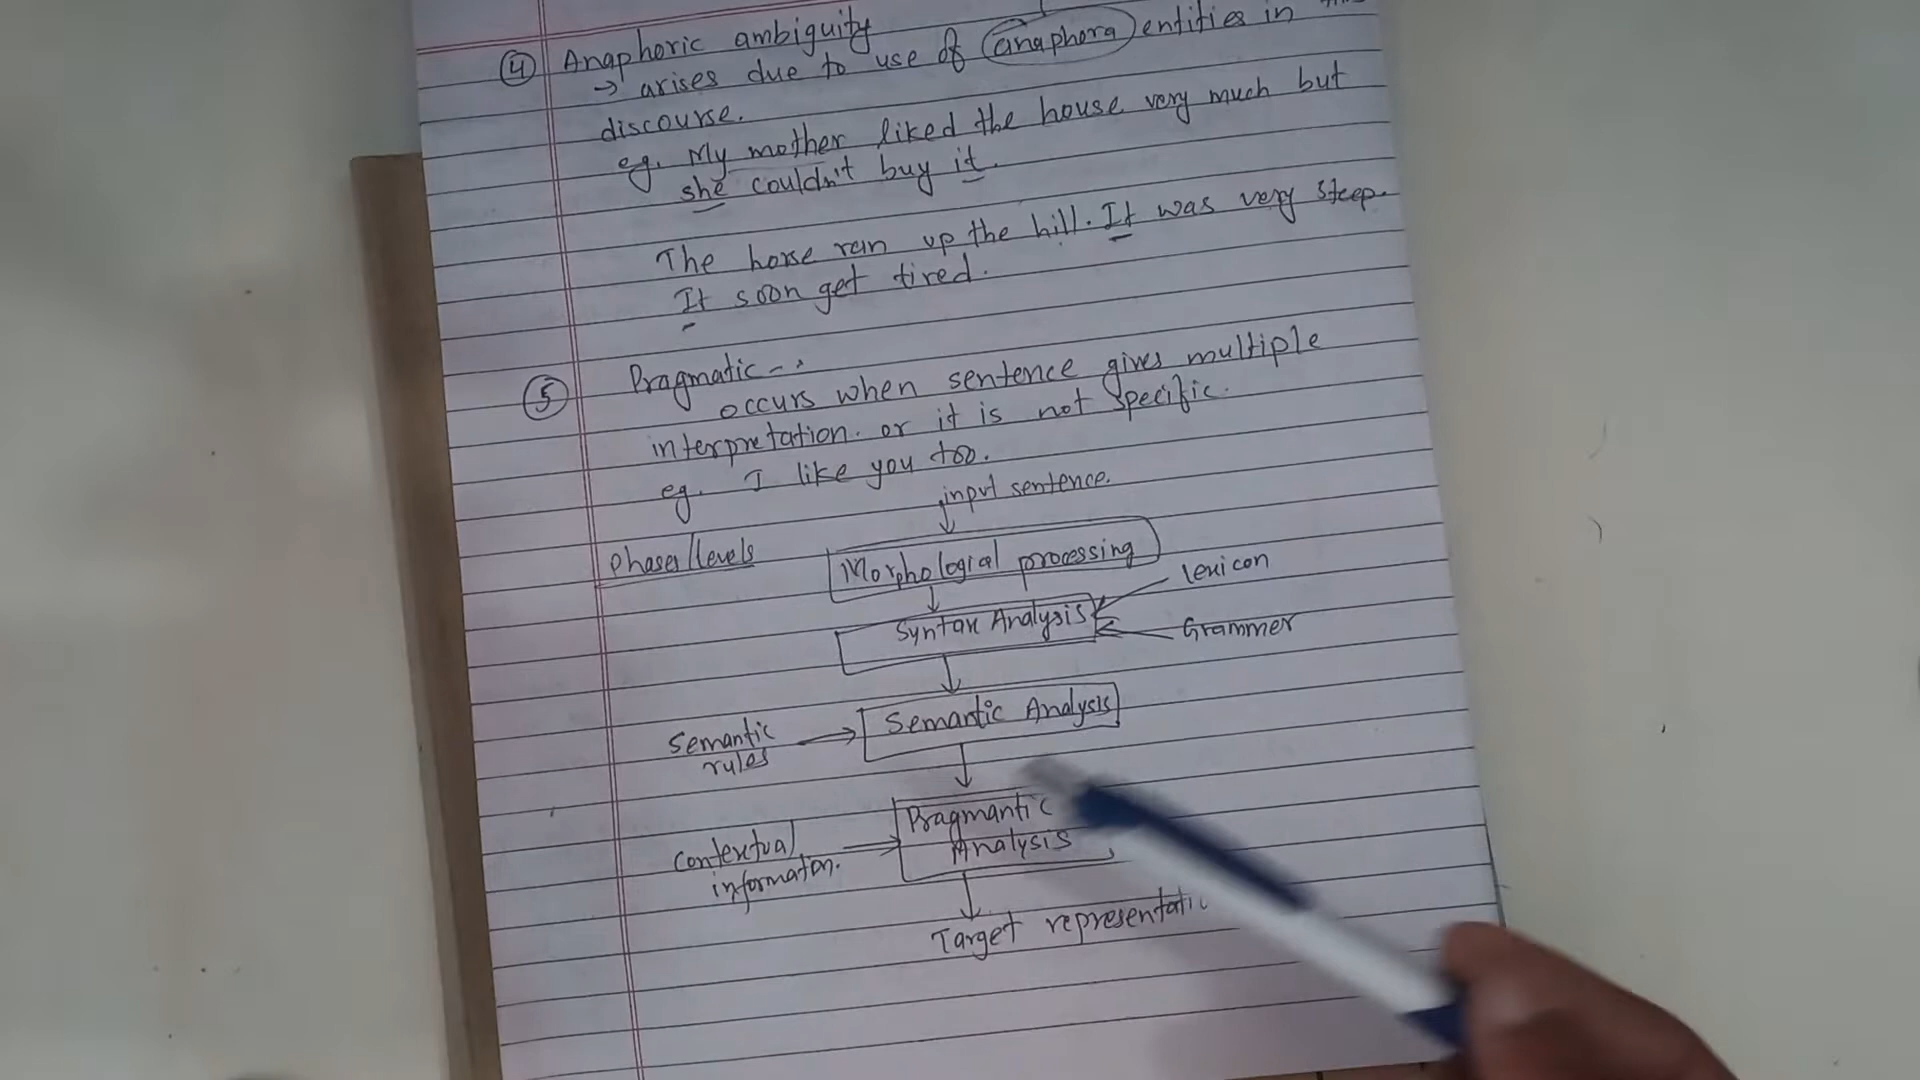 ④ Anaphoric ambiguity
→ arises due to use of anaphora entities in
discourse.
eg. My mother liked the house very much but
she couldn't buy it.
The horse ran up the hill. It was very steep.
It soon get tired.
⑤ Pragmatic -:
occurs when sentence gives multiple
interpretation. or it is not specific.
eg. I like you too.
input sentence.
phases/levels
Morphological processing
Lexicon
Syntax Analysis
Grammer
Semantic Analysis
Semantic
rules
Pragmantic
Analysis
Contextual
information.
Target representatio